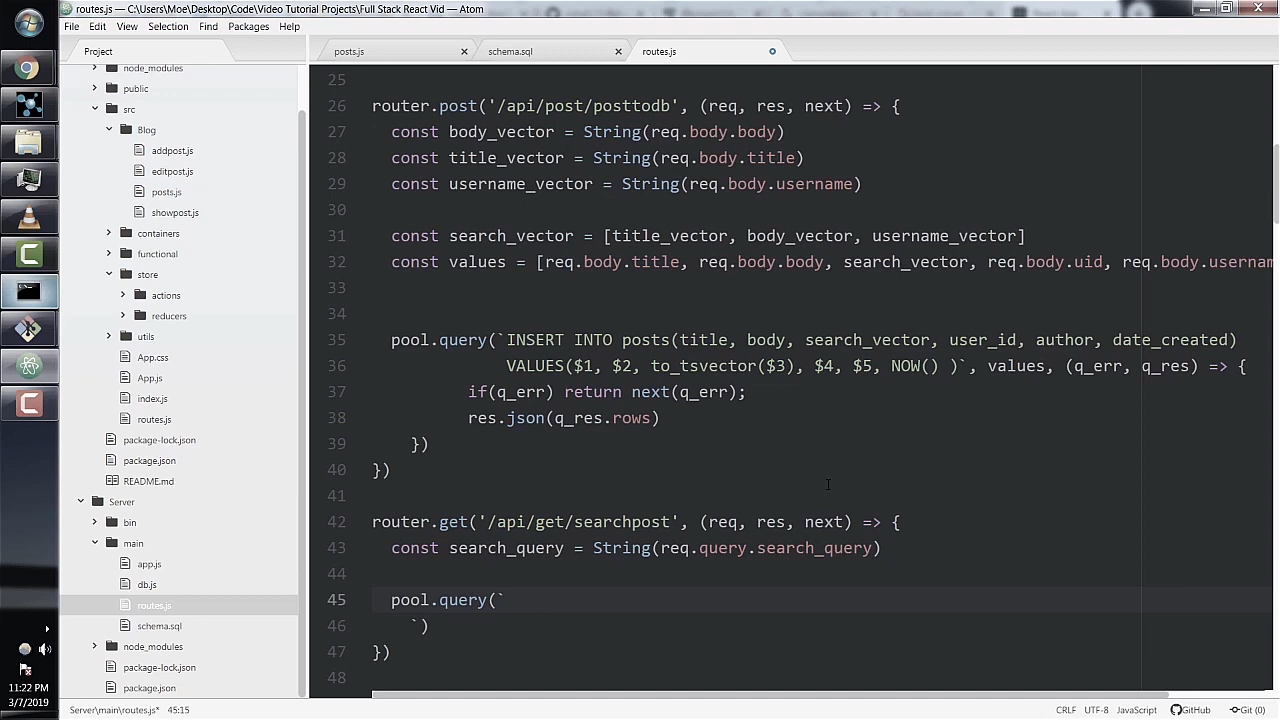 routes.js — C:\Users\Moe\Desktop\Code\Video Tutorial Projects\Full Stack React Vid — Atom
File Edit View Selection Find Packages Help
Project
posts.js
schema.sql
routes.js
node_modules
public
src
Blog
addpost.js
editpost.js
posts.js
showpost.js
containers
functional
store
actions
reducers
utils
App.css
App.js
index.js
routes.js
package-lock.json
package.json
README.md
Server
bin
main
app.js
db.js
routes.js
schema.sql
node_modules
package-lock.json
package.json
25
26 router.post('/api/post/posttodb', (req, res, next) => {
27 const body_vector = String(req.body.body)
28 const title_vector = String(req.body.title)
29 const username_vector = String(req.body.username)
30
31 const search_vector = [title_vector, body_vector, username_vector]
32 const values = [req.body.title, req.body.body, search_vector, req.body.uid, req.body.usernam
33
34
35 pool.query(`INSERT INTO posts(title, body, search_vector, user_id, author, date_created)
36 VALUES($1, $2, to_tsvector($3), $4, $5, NOW() )`, values, (q_err, q_res) => {
37 if(q_err) return next(q_err);
38 res.json(q_res.rows)
39 })
40 })
41
42 router.get('/api/get/searchpost', (req, res, next) => {
43 const search_query = String(req.query.search_query)
44
45 pool.query(`
46 `)
47 })
48
11:22 PM
3/7/2019
Server\main\routes.js* 45:15
CRLF UTF-8 JavaScript GitHub Git (0)